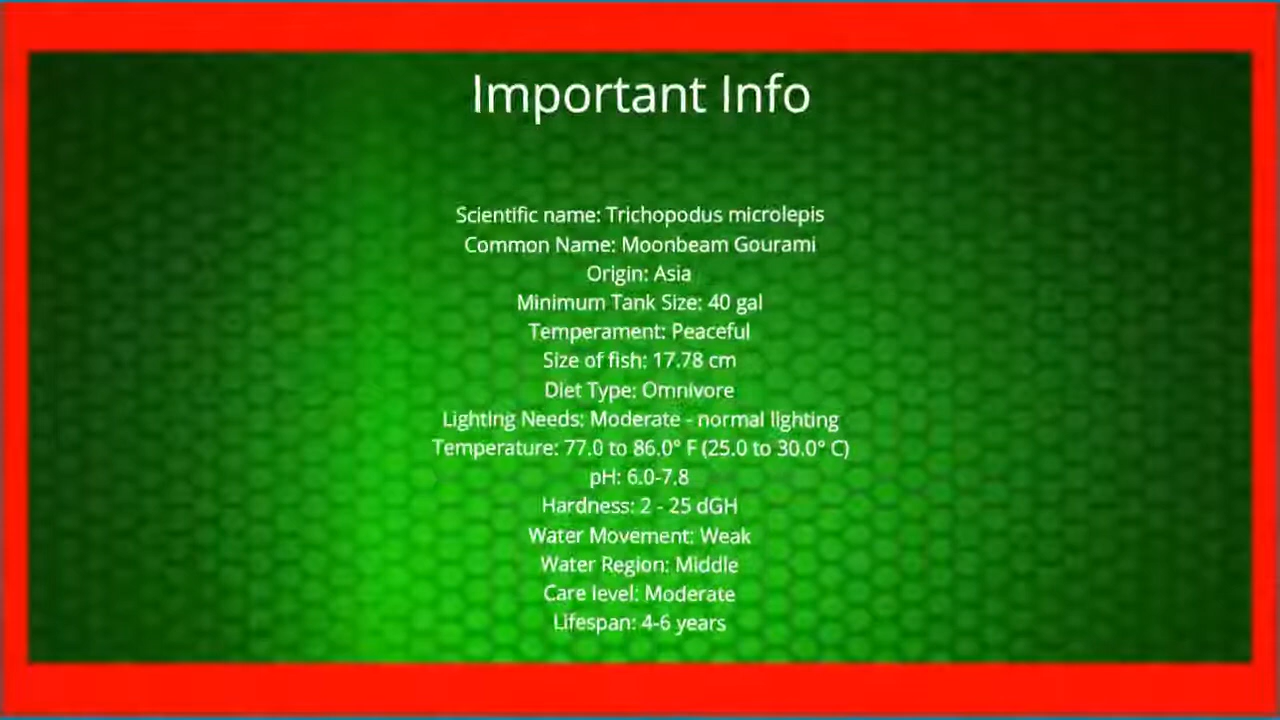 Important Info
Scientific name: Trichopodus microlepis
Common Name: Moonbeam Gourami
Origin: Asia
Minimum Tank Size: 40 gal
Temperament: Peaceful
Size of fish: 17.78 cm
Diet Type: Omnivore
Lighting Needs: Moderate - normal lighting
Temperature: 77.0 to 86.0° F (25.0 to 30.0° C)
pH: 6.0-7.8
Hardness: 2 - 25 dGH
Water Movement: Weak
Water Region: Middle
Care level: Moderate
Lifespan: 4-6 years